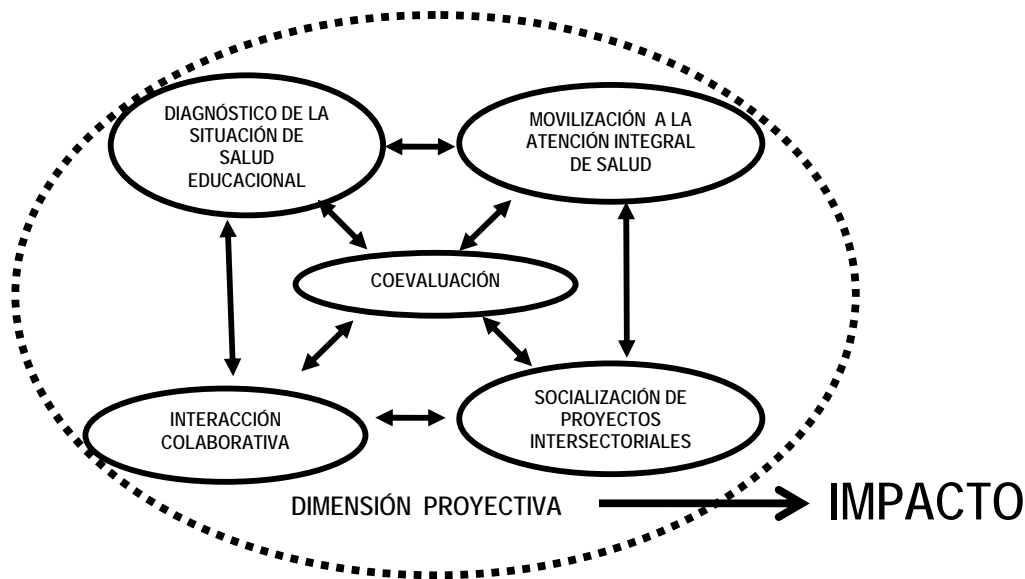 DIAGNÓSTICO DE LA
SITUACIÓN DE
SALUD
EDUCACIONAL
MOVILIZACIÓN A LA
ATENCIÓN INTEGRAL
DE SALUD
COEVALUACIÓN
INTERACCIÓN
COLABORATIVA
SOCIALIZACIÓN DE
PROYECTOS
INTERSECTORIALES
DIMENSIÓN PROYECTIVA
IMPACTO